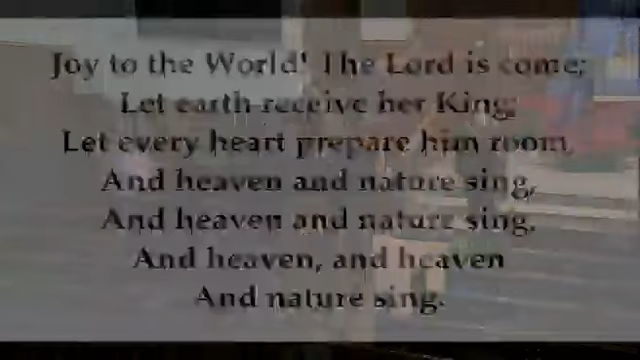 Joy to the World! The Lord is come;
Let earth receive her King;
Let every heart prepare him room,
And heaven and nature sing,
And heaven and nature sing,
And heaven, and heaven
And nature sing.